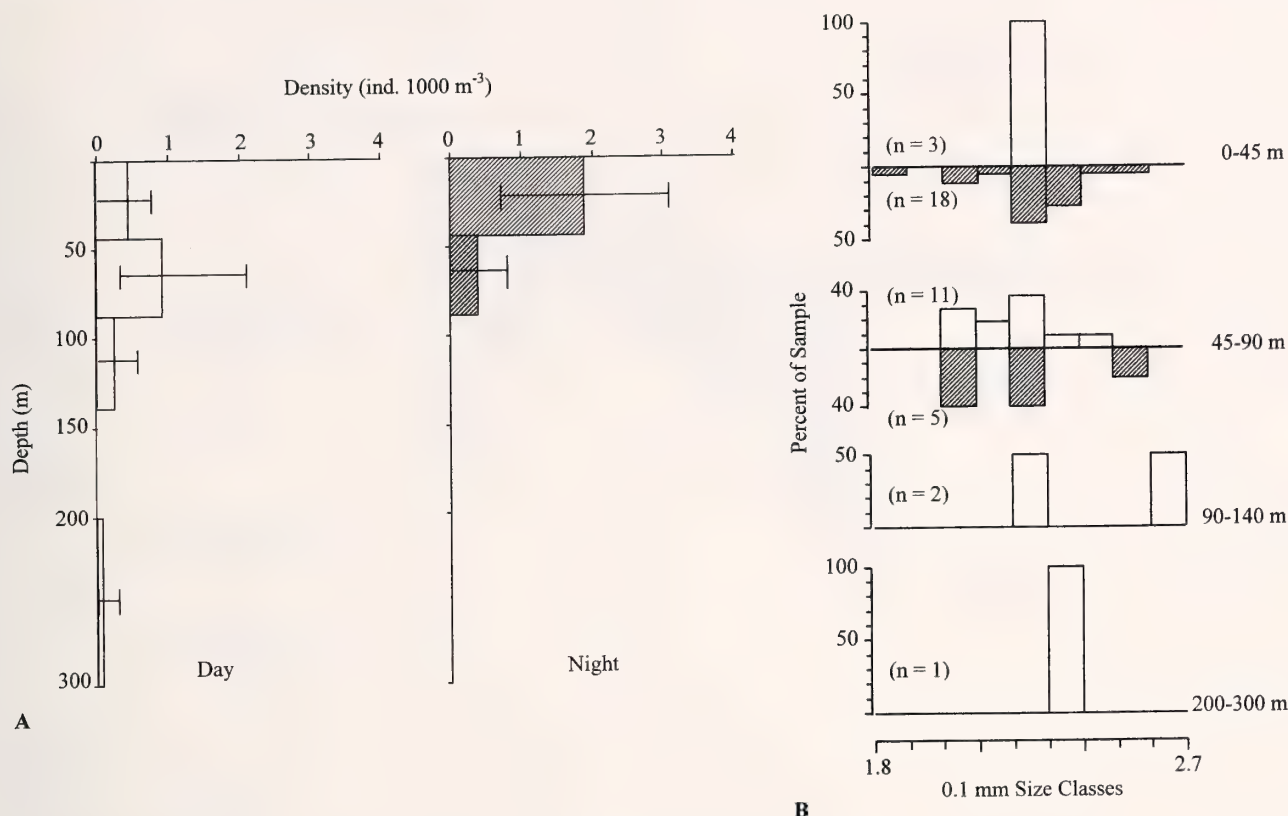 Density (ind. 1000 m-3)
0 1 2 3 4
0 1 2 3 4
50
100
150
200
300
Depth (m)
Day
Night
A
100
50
(n = 3)
(n = 18)
50
0-45 m
40
(n = 11)
45-90 m
40
(n = 5)
Percent of Sample
50
(n = 2)
90-140 m
100
50
(n = 1)
200-300 m
1.8 2.7
0.1 mm Size Classes
B